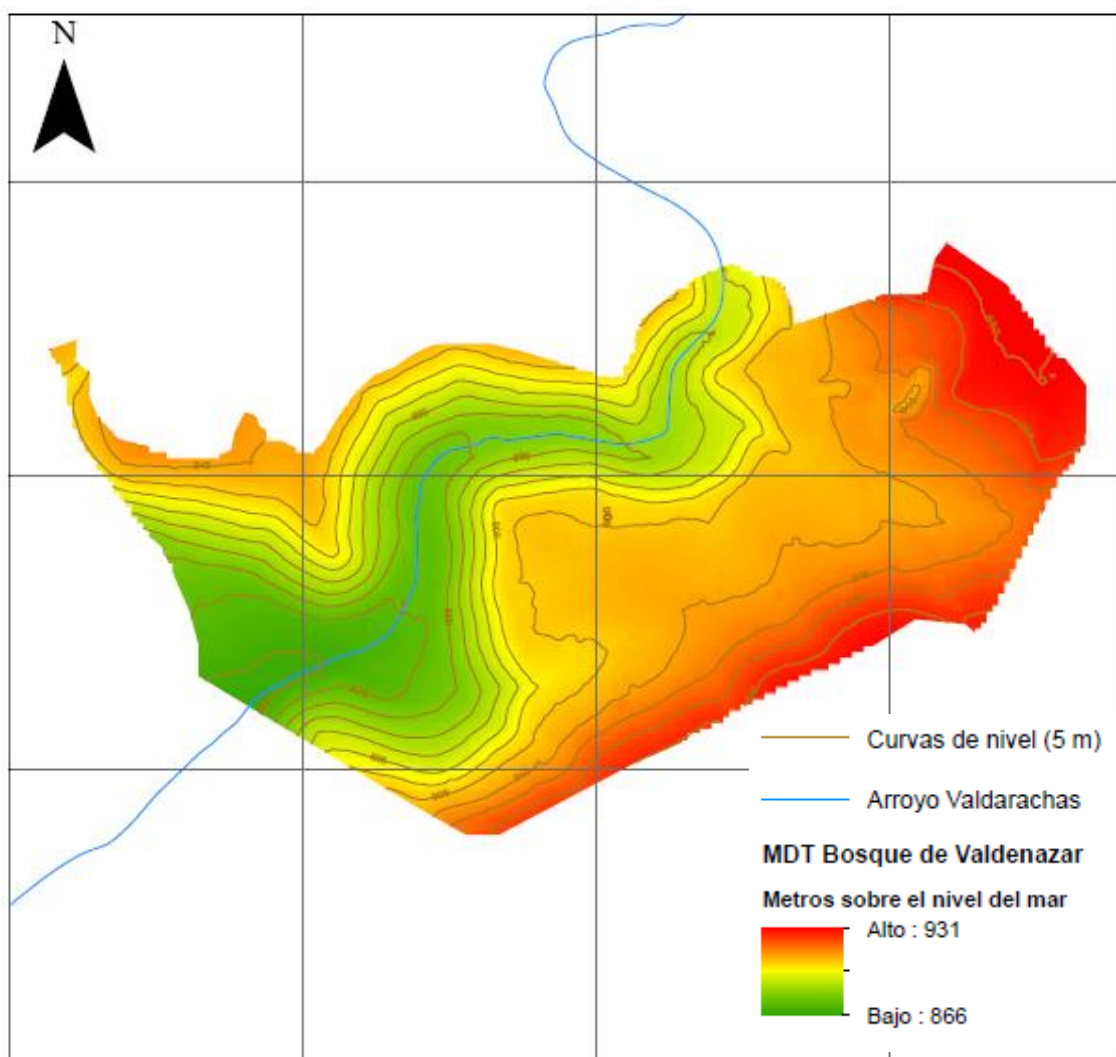 N
900
Curvas de nivel (5 m)
Arroyo Valdarachas
MDT Bosque de Valdenazar
Metros sobre el nivel del mar
Alto : 931
Bajo : 866